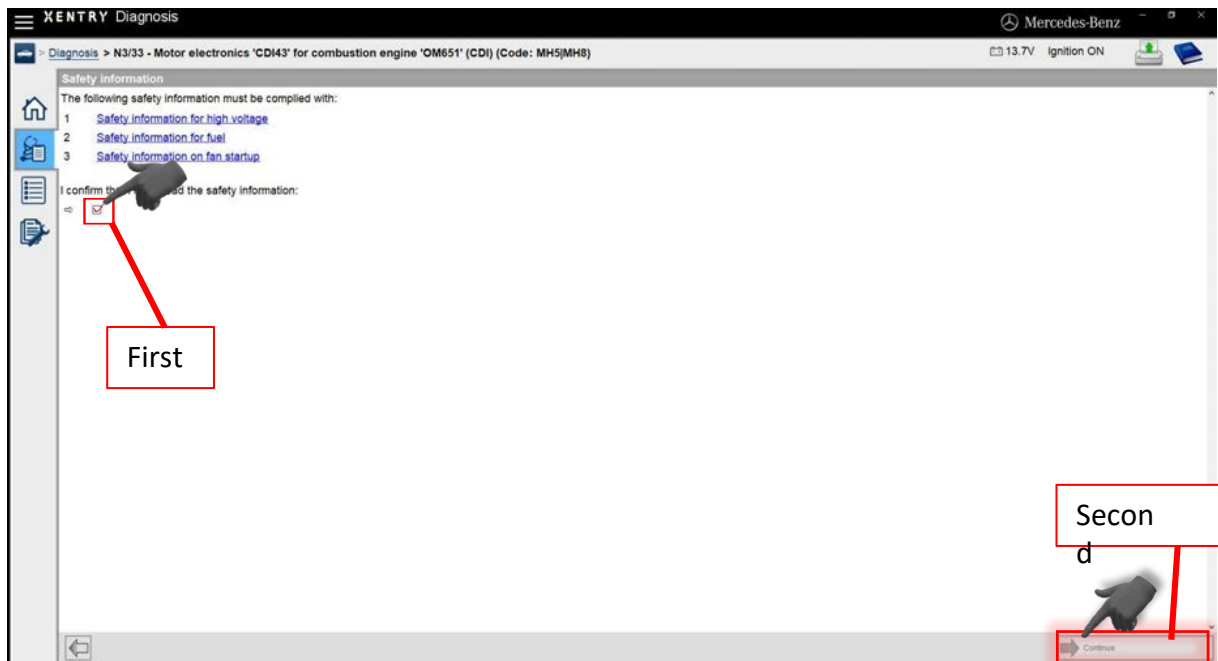 XENTRY Diagnosis
Mercedes-Benz
> Diagnosis > N3/33 - Motor electronics 'CDI43' for combustion engine 'OM651' (CDI) (Code: MH5|MH8)
13.7V Ignition ON
Safety information
The following safety information must be complied with:
1 Safety information for high voltage
2 Safety information for fuel
3 Safety information on fan startup
I confirm th ad the safety information:
First
Secon
d
Continue